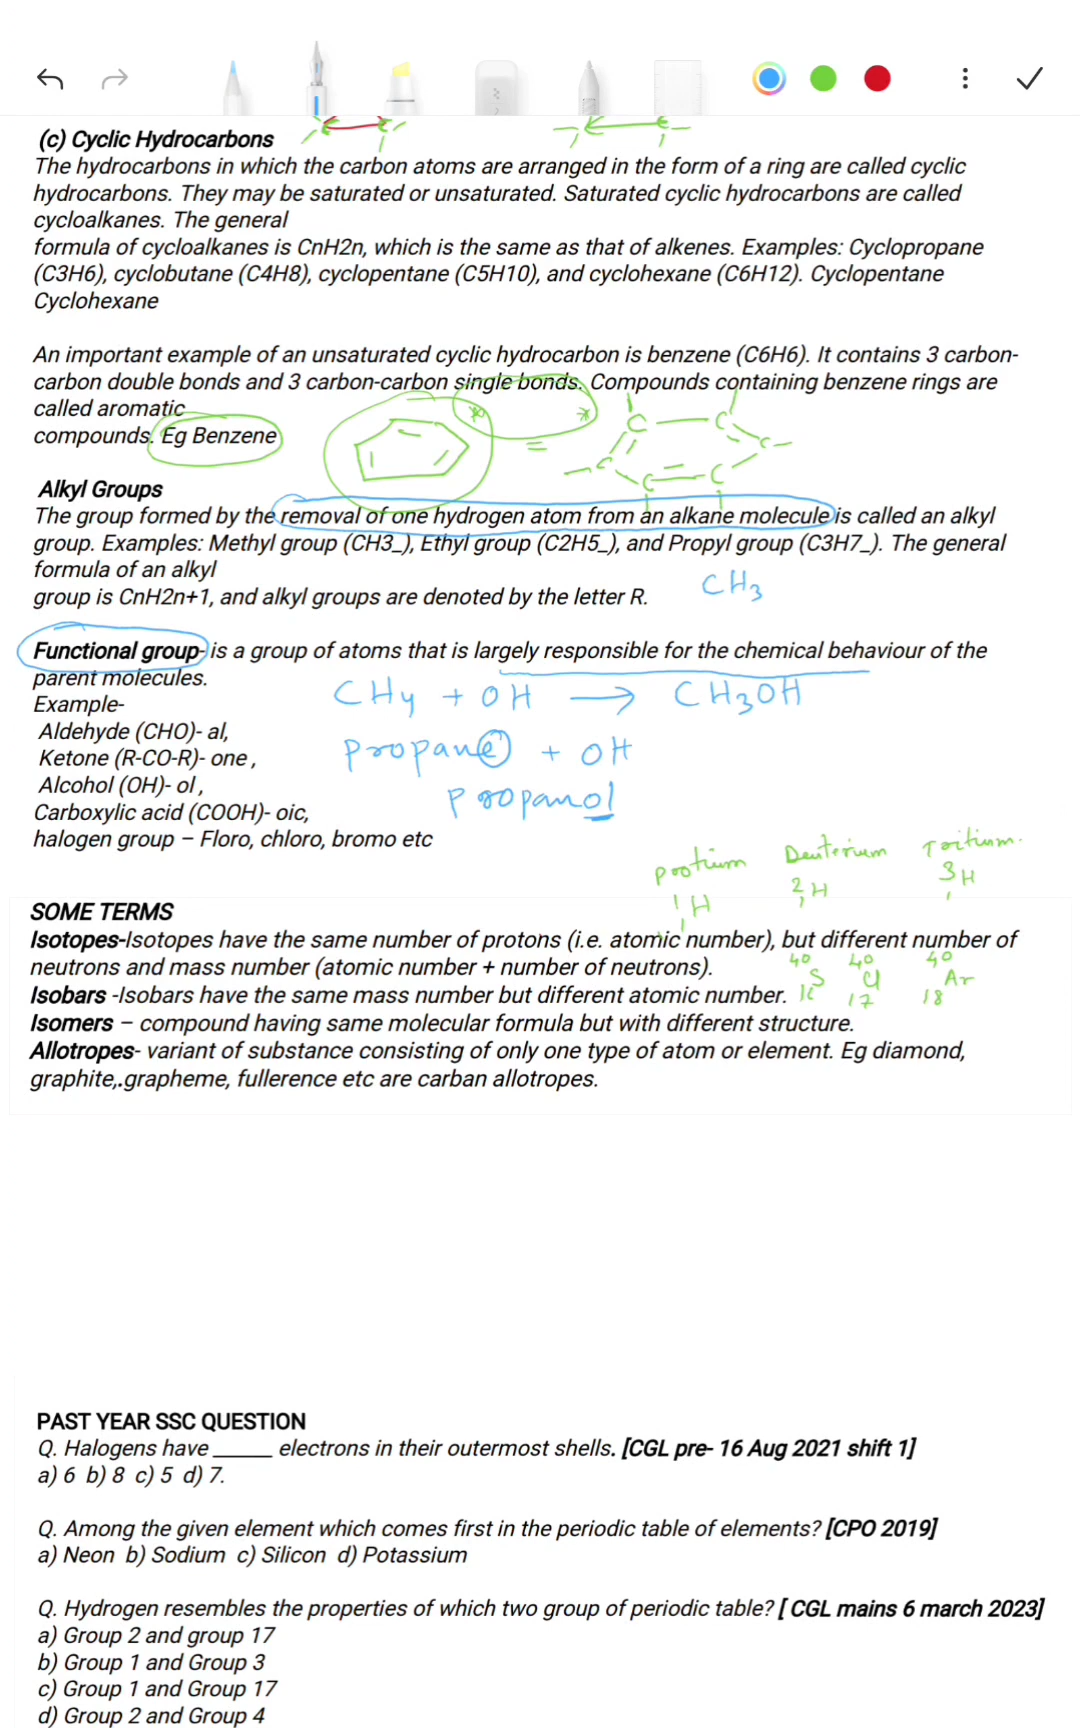 (c) Cyclic Hydrocarbons
The hydrocarbons in which the carbon atoms are arranged in the form of a ring are called cyclic
hydrocarbons. They may be saturated or unsaturated. Saturated cyclic hydrocarbons are called
cycloalkanes. The general
formula of cycloalkanes is CnH2n, which is the same as that of alkenes. Examples: Cyclopropane
(C3H6), cyclobutane (C4H8), cyclopentane (C5H10), and cyclohexane (C6H12). Cyclopentane
Cyclohexane
An important example of an unsaturated cyclic hydrocarbon is benzene (C6H6). It contains 3 carbon-
carbon double bonds and 3 carbon-carbon single bonds. Compounds containing benzene rings are
called aromatic
compounds. Eg Benzene
=
C C
C C
C C
Alkyl Groups
The group formed by the removal of one hydrogen atom from an alkane molecule is called an alkyl
group. Examples: Methyl group (CH3_), Ethyl group (C2H5_), and Propyl group (C3H7_). The general
formula of an alkyl
group is CnH2n+1, and alkyl groups are denoted by the letter R.
CH3
Functional group- is a group of atoms that is largely responsible for the chemical behaviour of the
parent molecules.
CH4 + OH → CH3OH
Example-
Aldehyde (CHO)- al,
propane + OH
Ketone (R-CO-R)- one ,
Alcohol (OH)- ol ,
propanol
Carboxylic acid (COOH)- oic,
halogen group – Floro, chloro, bromo etc
protium Deuterium Tritium.
1 1 H 2 1 H 3 1 H
SOME TERMS
Isotopes-Isotopes have the same number of protons (i.e. atomic number), but different number of
neutrons and mass number (atomic number + number of neutrons).
40 S 16 40 Cl 17 40 Ar 18
Isobars -Isobars have the same mass number but different atomic number.
Isomers – compound having same molecular formula but with different structure.
Allotropes- variant of substance consisting of only one type of atom or element. Eg diamond,
graphite,.grapheme, fullerence etc are carban allotropes.
PAST YEAR SSC QUESTION
Q. Halogens have _____ electrons in their outermost shells. [CGL pre- 16 Aug 2021 shift 1]
a) 6 b) 8 c) 5 d) 7.
Q. Among the given element which comes first in the periodic table of elements? [CPO 2019]
a) Neon b) Sodium c) Silicon d) Potassium
Q. Hydrogen resembles the properties of which two group of periodic table? [ CGL mains 6 march 2023]
a) Group 2 and group 17
b) Group 1 and Group 3
c) Group 1 and Group 17
d) Group 2 and Group 4